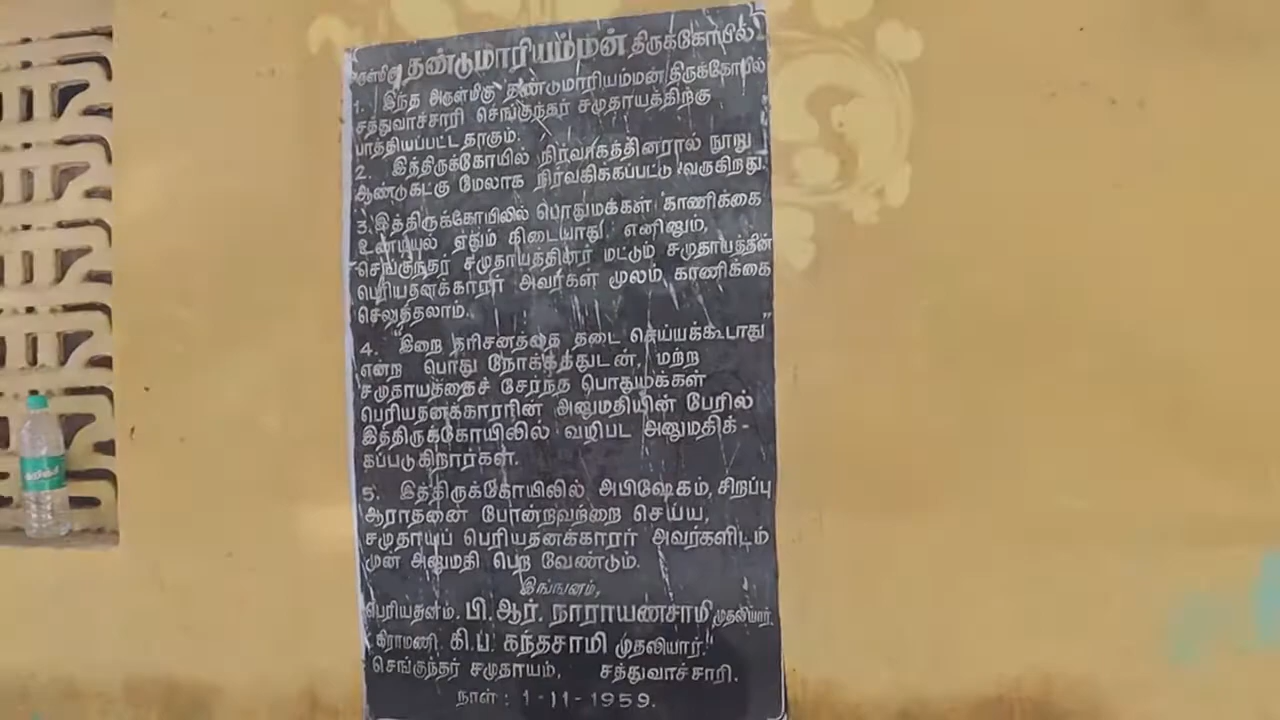 அருள்மிகு தண்டுமாரியம்மன் திருக்கோயில்
1. இந்த அருள்மிகு தண்டுமாரியம்மன் திருக்கோயில்
சத்துவாச்சாரி செங்குந்தர் சமுதாயத்திற்கு
பாத்தியப்பட்டதாகும்.
2. இத்திருக்கோயில் நிர்வாகத்தினரால் நூறு
ஆண்டுகட்கு மேலாக நிர்வகிக்கப்பட்டு வருகிறது.
3. இத்திருக்கோயிலில் பொதுமக்கள் காணிக்கை
உண்டியல் ஏதும் கிடையாது. எனினும்,
செங்குந்தர் சமுதாயத்தினர் மட்டும் சமுதாயத்தின்
பெரியதனக்காரர் அவர்கள் மூலம் காணிக்கை
செலுத்தலாம்.
4. "இறை தரிசனத்தை தடை செய்யக்கூடாது"
என்ற பொது நோக்கத்துடன், மற்ற
சமுதாயத்தைச் சேர்ந்த பொதுமக்கள்
பெரியதனக்காரரின் அனுமதியின் பேரில்
இத்திருக்கோயிலில் வழிபட அனுமதிக்-
கப்படுகிறார்கள்.
5. இத்திருக்கோயிலில் அபிஷேகம், சிறப்பு
ஆராதனை போன்றவற்றை செய்ய,
சமுதாயப் பெரியதனக்காரர் அவர்களிடம்
முன் அனுமதி பெற வேண்டும்.
இங்ஙனம்,
பெரியதனம். பி. ஆர். நாராயணசாமி முதலியார்.
கிராமணி. கி. ப. கந்தசாமி முதலியார்.
செங்குந்தர் சமுதாயம், சத்துவாச்சாரி.
நாள் : 1-11-1959.